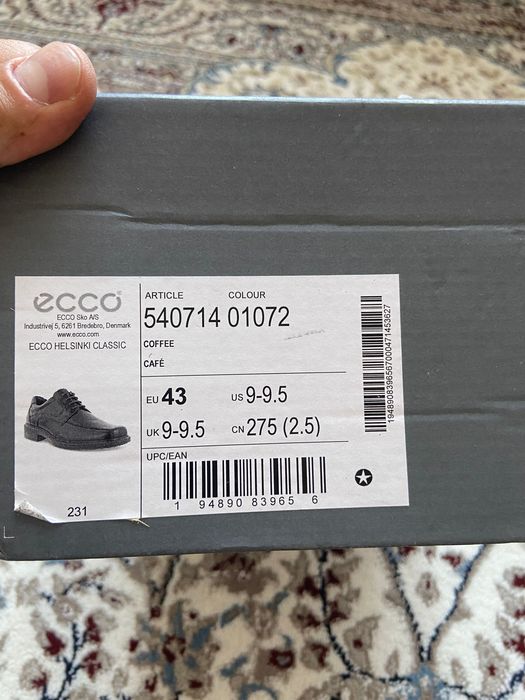 ecco
ECCO Sko A/S
Industrivej 5, 6261 Bredebro, Denmark
www.ecco.com
ECCO HELSINKI CLASSIC
231
ARTICLE COLOUR
540714 01072
COFFEE
CAFÉ
EU 43 US 9-9.5
UK 9-9.5 CN 275 (2.5)
UPC/EAN
1 94890 83965 6
19489083965670000471453627